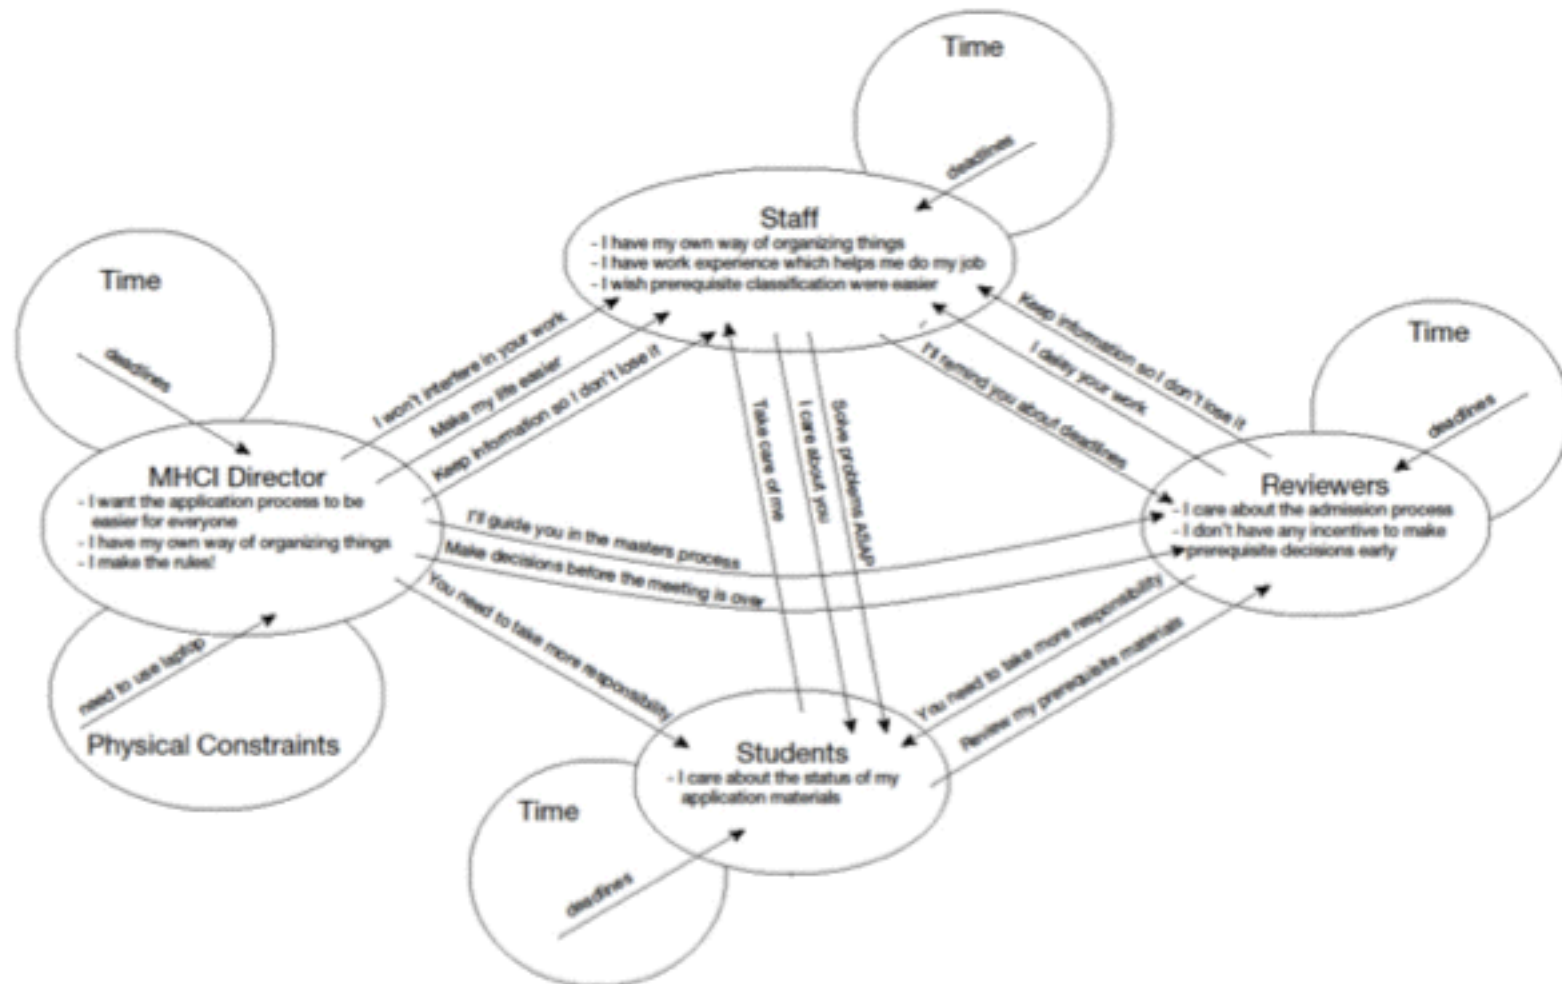 Time
deadlines
Staff
- I have my own way of organizing things
- I have work experience which helps me do my job
- I wish prerequisite classification were easier
Time
deadlines
Time
deadlines
I won't interfere in your work
Make my life easier
Keep information so I don't lose it
Take care of me
I care about you
Solve problems ASAP
I'll remind you about deadlines
I delay your work
Keep information so I don't lose it
MHCI Director
- I want the application process to be
easier for everyone
- I have my own way of organizing things
- I make the rules!
Reviewers
- I care about the admission process
- I don't have any incentive to make
prerequisite decisions early
I'll guide you in the masters process
Make decisions before the meeting is over
You need to take more responsibility
You need to take more responsibility
Review my prerequisite materials
need to use laptop
Physical Constraints
Students
- I care about the status of my
application materials
Time
deadlines